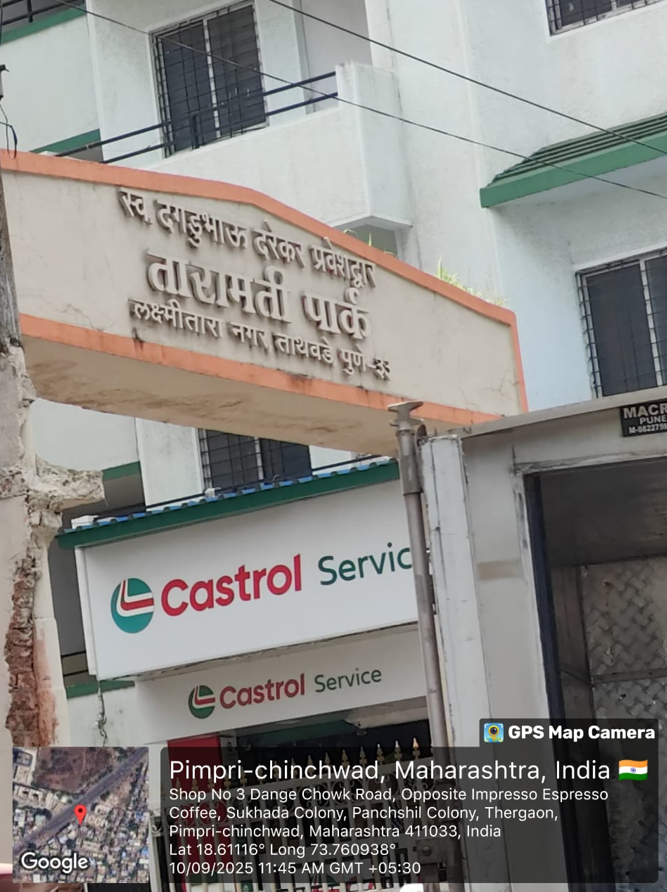 स्व. दगडुभाऊ दरेकर प्रवेशद्वार
तारामती पार्क
लक्ष्मीतारा नगर, ताथवडे पुणे-३३
PUNE
Castrol Servic
Castrol Service
GPS Map Camera
Pimpri-chinchwad, Maharashtra, India
Shop No 3 Dange Chowk Road, Opposite Impresso Espresso
Coffee, Sukhada Colony, Panchshil Colony, Thergaon,
Pimpri-chinchwad, Maharashtra 411033, India
Lat 18.61116° Long 73.760938°
10/09/2025 11:45 AM GMT +05:30
Google